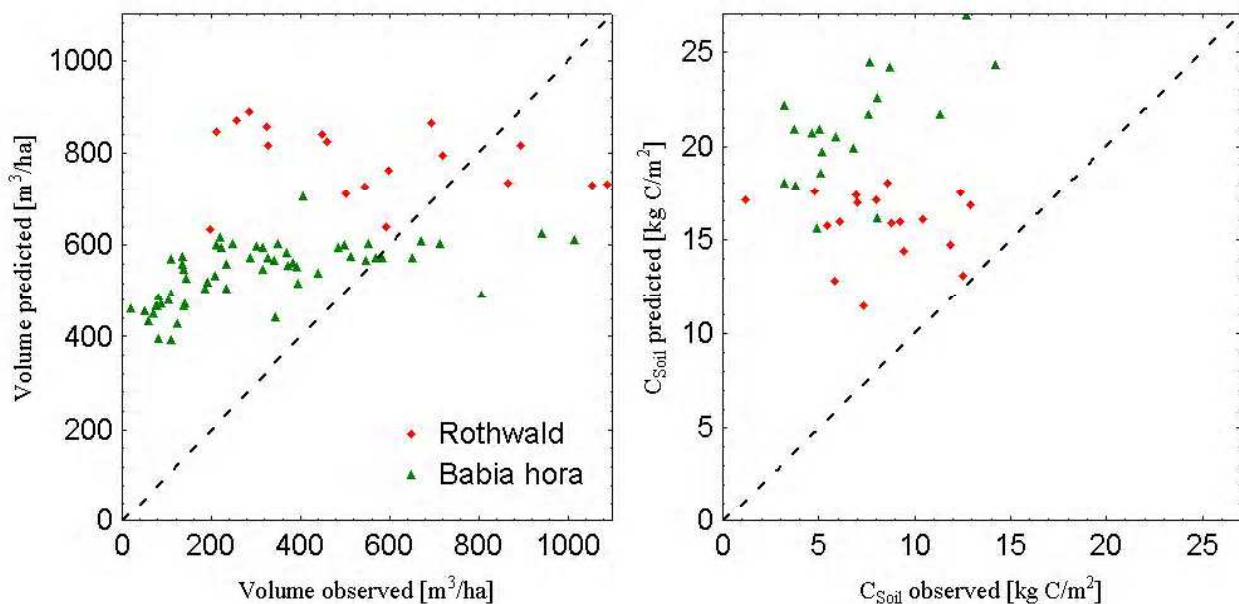 1000
800
600
400
200
0
Volume predicted [m³/ha]
0 200 400 600 800 1000
Volume observed [m³/ha]
Rothwald
Babia hora
25
20
15
10
5
0
C_Soil predicted [kg C/m²]
0 5 10 15 20 25
C_Soil observed [kg C/m²]